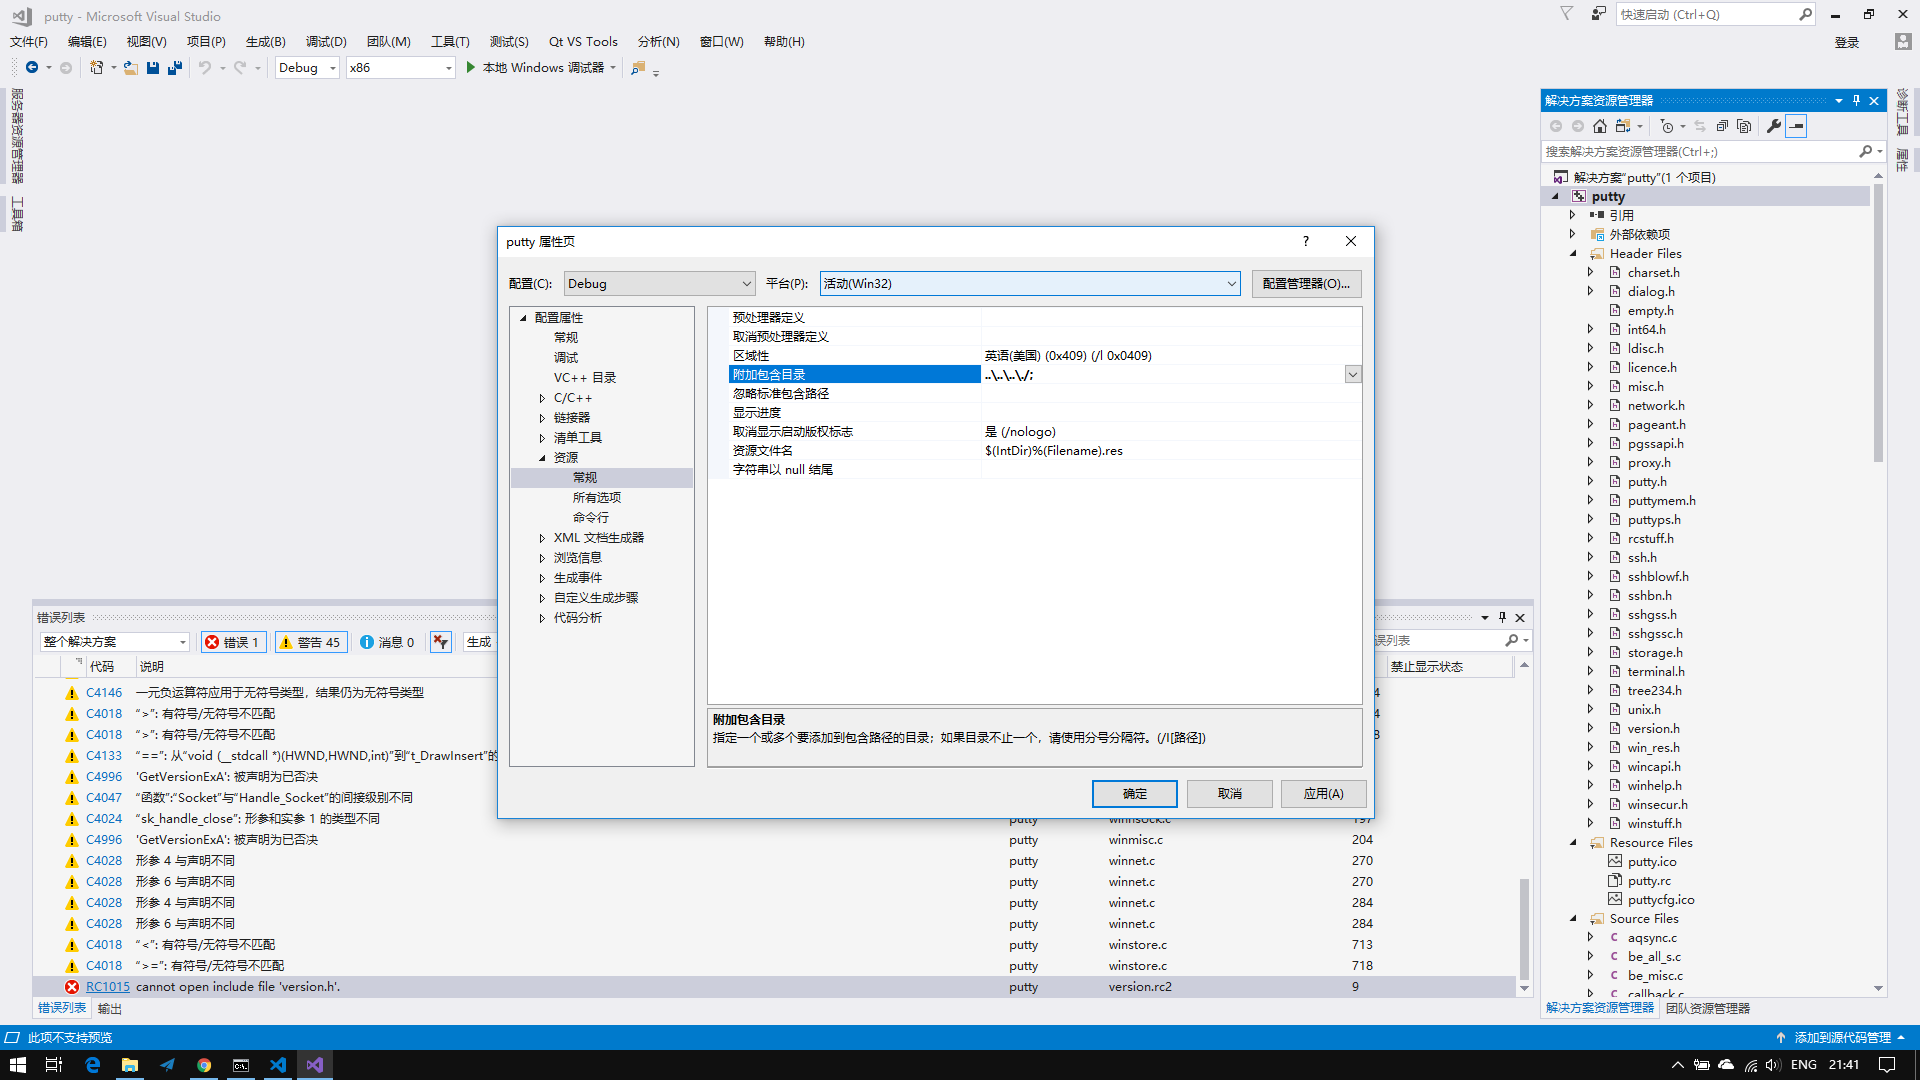 putty - Microsoft Visual Studio
快速启动 (Ctrl+Q)
文件(F) 编辑(E) 视图(V) 项目(P) 生成(B) 调试(D) 团队(M) 工具(T) 测试(S) Qt VS Tools 分析(N) 窗口(W) 帮助(H)
登录
Debug x86 本地 Windows 调试器
服务器资源管理器
工具箱
诊断工具
属性
解决方案资源管理器
搜索解决方案资源管理器(Ctrl+;)
解决方案"putty"(1 个项目)
putty
引用
外部依赖项
Header Files
charset.h
dialog.h
empty.h
int64.h
ldisc.h
licence.h
misc.h
network.h
pageant.h
pgssapi.h
proxy.h
putty.h
puttymem.h
puttyps.h
rcstuff.h
ssh.h
sshblowf.h
sshbn.h
sshgss.h
sshgssc.h
storage.h
terminal.h
tree234.h
unix.h
version.h
win_res.h
wincapi.h
winhelp.h
winsecur.h
winstuff.h
Resource Files
putty.ico
putty.rc
puttycfg.ico
Source Files
aqsync.c
be_all_s.c
be_misc.c
callback.c
解决方案资源管理器 团队资源管理器
putty 属性页
配置(C): Debug 平台(P): 活动(Win32) 配置管理器(O)...
配置属性
常规
调试
VC++ 目录
C/C++
链接器
清单工具
资源
常规
所有选项
命令行
XML 文档生成器
浏览信息
生成事件
自定义生成步骤
代码分析
预处理器定义
取消预处理器定义
区域性 英语(美国) (0x409) (/l 0x0409)
附加包含目录 ..\..\..\./;
忽略标准包含路径
显示进度
取消显示启动版权标志 是 (/nologo)
资源文件名 $(IntDir)%(Filename).res
字符串以 null 结尾
附加包含目录
指定一个或多个要添加到包含路径的目录；如果目录不止一个，请使用分号分隔符。(/I[路径])
确定 取消 应用(A)
错误列表
整个解决方案 错误 1 警告 45 消息 0 生成 误列表
代码 说明 禁止显示状态
C4146 一元负运算符应用于无符号类型，结果仍为无符号类型 4
C4018 ">": 有符号/无符号不匹配 4
C4018 ">": 有符号/无符号不匹配 8
C4133 "==": 从"void (__stdcall *)(HWND,HWND,int)"到"t_DrawInsert"的
C4996 'GetVersionExA': 被声明为已否决
C4047 "函数":"Socket"与"Handle_Socket"的间接级别不同
C4024 "sk_handle_close": 形参和实参 1 的类型不同 putty winhsock.c 197
C4996 'GetVersionExA': 被声明为已否决 putty winmisc.c 204
C4028 形参 4 与声明不同 putty winnet.c 270
C4028 形参 6 与声明不同 putty winnet.c 270
C4028 形参 4 与声明不同 putty winnet.c 284
C4028 形参 6 与声明不同 putty winnet.c 284
C4018 "<": 有符号/无符号不匹配 putty winstore.c 713
C4018 ">=": 有符号/无符号不匹配 putty winstore.c 718
RC1015 cannot open include file 'version.h'. putty version.rc2 9
错误列表 输出
此项不支持预览 添加到源代码管理
ENG 21:41